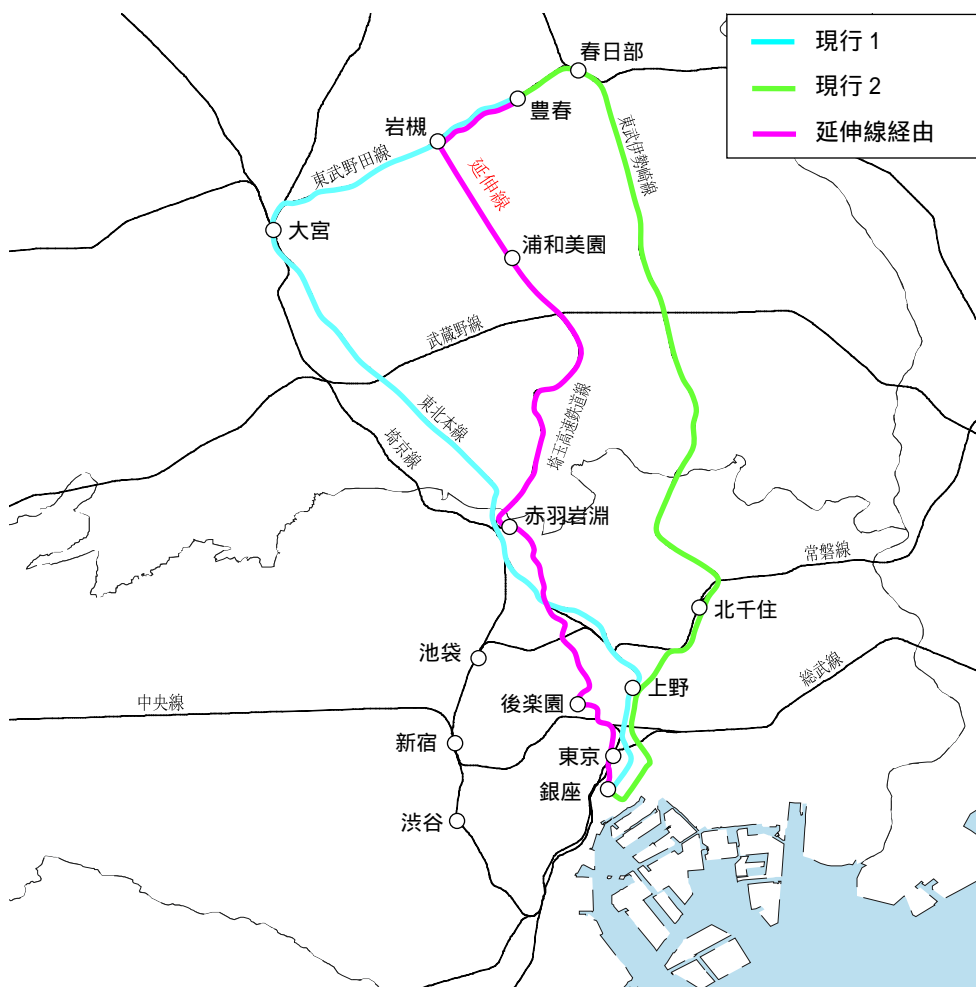 現行1
現行2
延伸線経由
春日部
豊春
岩槻
東武伊勢崎線
東武野田線
延伸線
大宮
浦和美園
武蔵野線
東北本線
埼京線
埼玉高速鉄道線
赤羽岩淵
常磐線
北千住
池袋
総武線
上野
中央線
後楽園
新宿
東京
銀座
渋谷